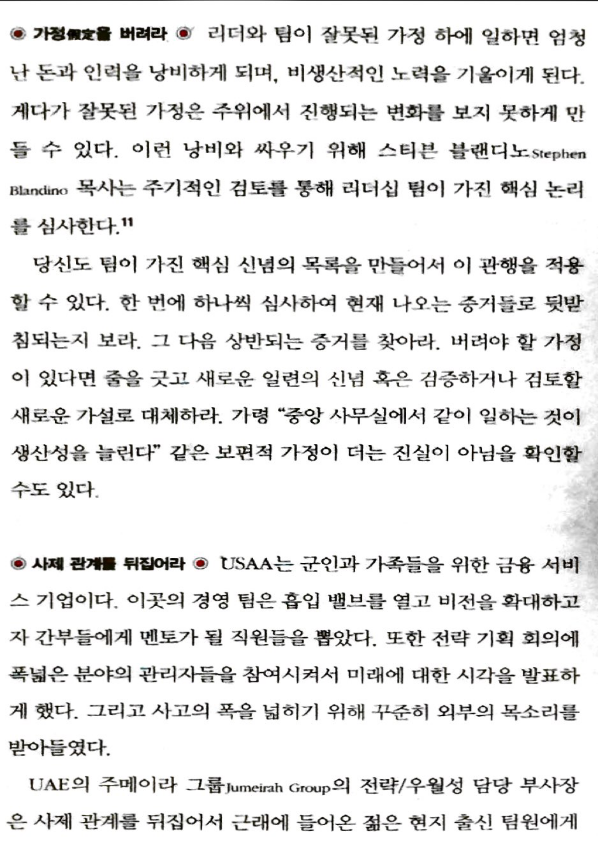 ◉ 가정假定을 버려라 ◉ 리더와 팀이 잘못된 가정 하에 일하면 엄청
난 돈과 인력을 낭비하게 되며, 비생산적인 노력을 기울이게 된다.
게다가 잘못된 가정은 주위에서 진행되는 변화를 보지 못하게 만
들 수 있다. 이런 낭비와 싸우기 위해 스티븐 블랜디노Stephen
Blandino 목사는 주기적인 검토를 통해 리더십 팀이 가진 핵심 논리
를 심사한다.11
당신도 팀이 가진 핵심 신념의 목록을 만들어서 이 관행을 적용
할 수 있다. 한 번에 하나씩 심사하여 현재 나오는 증거들로 뒷받
침되는지 보라. 그 다음 상반되는 증거를 찾아라. 버려야 할 가정
이 있다면 줄을 긋고 새로운 일련의 신념 혹은 검증하거나 검토할
새로운 가설로 대체하라. 가령 “중앙 사무실에서 같이 일하는 것이
생산성을 늘린다” 같은 보편적 가정이 더는 진실이 아님을 확인할
수도 있다.
◉ 사제 관계를 뒤집어라 ◉ USAA는 군인과 가족들을 위한 금융 서비
스 기업이다. 이곳의 경영 팀은 흡입 밸브를 열고 비전을 확대하고
자 간부들에게 멘토가 될 직원들을 뽑았다. 또한 전략 기획 회의에
폭넓은 분야의 관리자들을 참여시켜서 미래에 대한 시각을 발표하
게 했다. 그리고 사고의 폭을 넓히기 위해 꾸준히 외부의 목소리를
받아들였다.
UAE의 주메이라 그룹Jumeirah Group의 전략/우월성 담당 부사장
은 사제 관계를 뒤집어서 근래에 들어온 젊은 현지 출신 팀원에게